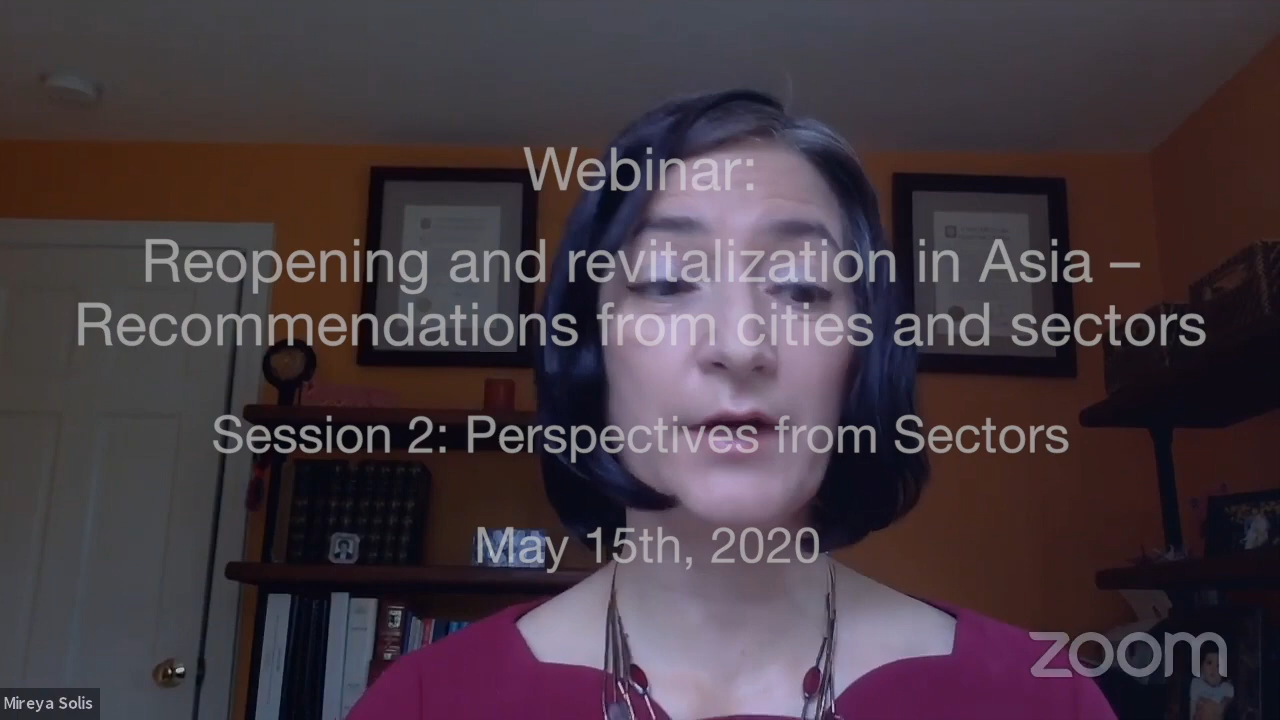 Webinar:
Reopening and revitalization in Asia –
Recommendations from cities and sectors
Session 2: Perspectives from Sectors
May 15th, 2020
zoom
Mireya Solis